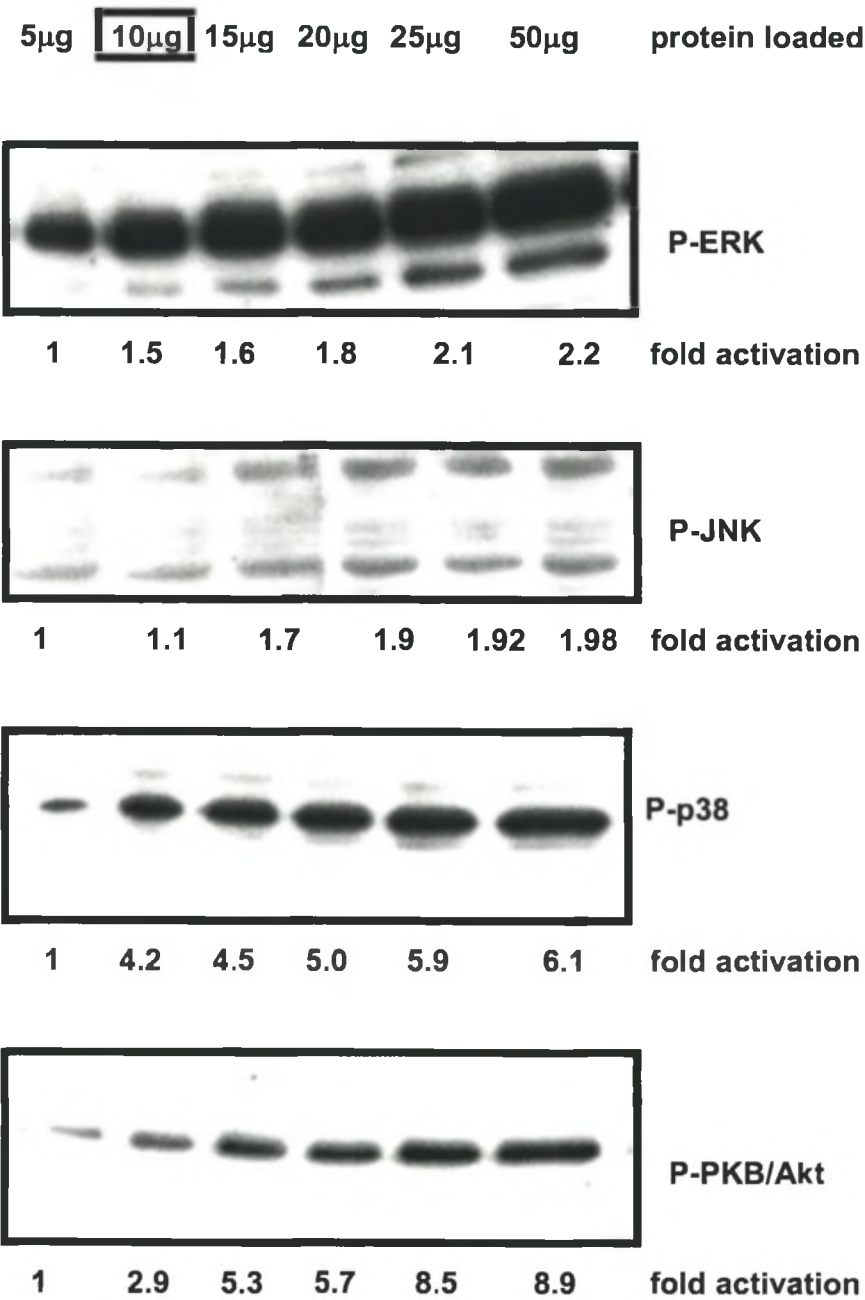 5µg 10µg 15µg 20µg 25µg 50µg protein loaded
P-ERK
1 1.5 1.6 1.8 2.1 2.2 fold activation
P-JNK
1 1.1 1.7 1.9 1.92 1.98 fold activation
P-p38
1 4.2 4.5 5.0 5.9 6.1 fold activation
P-PKB/Akt
1 2.9 5.3 5.7 8.5 8.9 fold activation